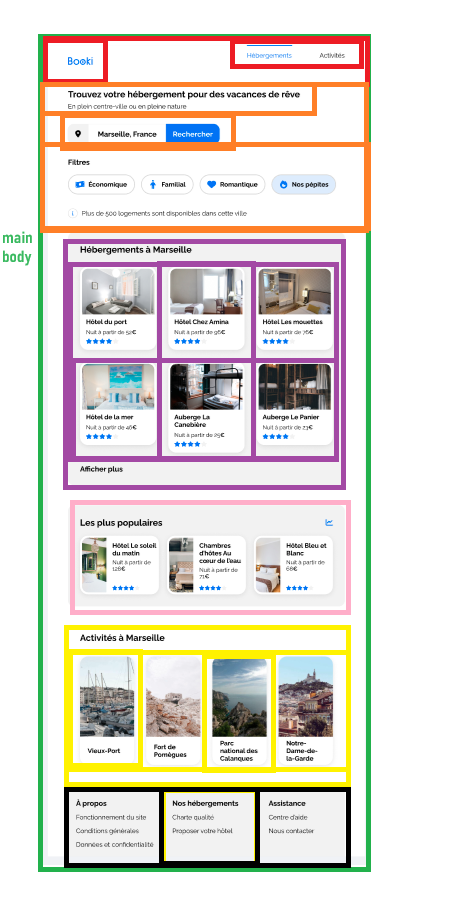 Booki
Hébergements Activités
Trouvez votre hébergement pour des vacances de rêve
En plein centre-ville ou en pleine nature
Marseille, France Rechercher
Filtres
Économique Familial Romantique Nos pépites
i Plus de 500 logements sont disponibles dans cette ville
main
body
Hébergements à Marseille
Hôtel du port
Nuit à partir de 52€
Hôtel Chez Amina
Nuit à partir de 96€
Hôtel Les mouettes
Nuit à partir de 76€
Hôtel de la mer
Nuit à partir de 46€
Auberge La
Canebière
Nuit à partir de 25€
Auberge Le Panier
Nuit à partir de 23€
Afficher plus
Les plus populaires
Hôtel Le soleil
du matin
Nuit à partir de
128€
Chambres
d'hôtes Au
cœur de l'eau
Nuit à partir de
71€
Hôtel Bleu et
Blanc
Nuit à partir de
68€
Activités à Marseille
Vieux-Port
Fort de
Pomègues
Parc
national des
Calanques
Notre-
Dame-de-
la-Garde
À propos
Fonctionnement du site
Conditions générales
Données et confidentialité
Nos hébergements
Charte qualité
Proposer votre hôtel
Assistance
Centre d'aide
Nous contacter